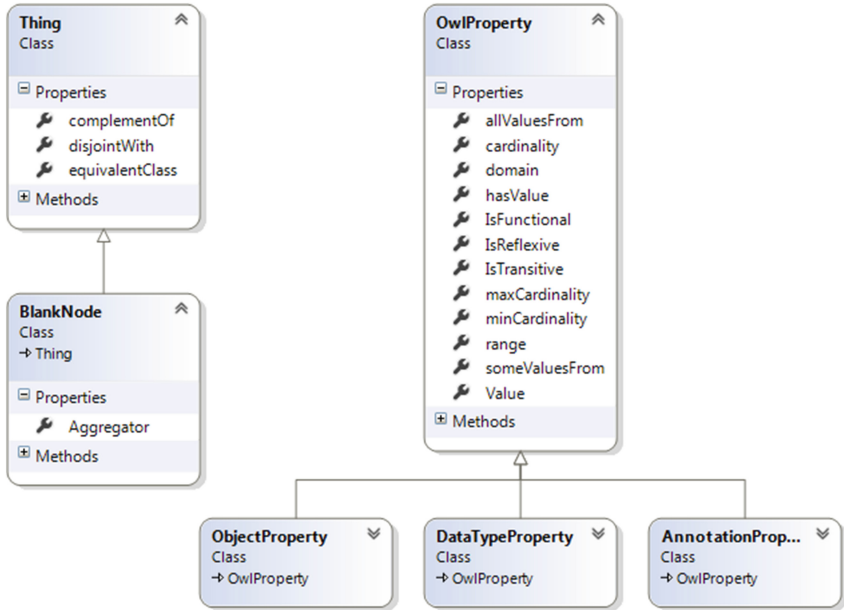 Thing
Class
Properties
complementOf
disjointWith
equivalentClass
Methods
BlankNode
Class
Thing
Properties
Aggregator
Methods
OwlProperty
Class
Properties
allValuesFrom
cardinality
domain
hasValue
IsFunctional
IsReflexive
IsTransitive
maxCardinality
minCardinality
range
someValuesFrom
Value
Methods
ObjectProperty
Class
OwlProperty
DataTypeProperty
Class
OwlProperty
AnnotationProp...
Class
OwlProperty